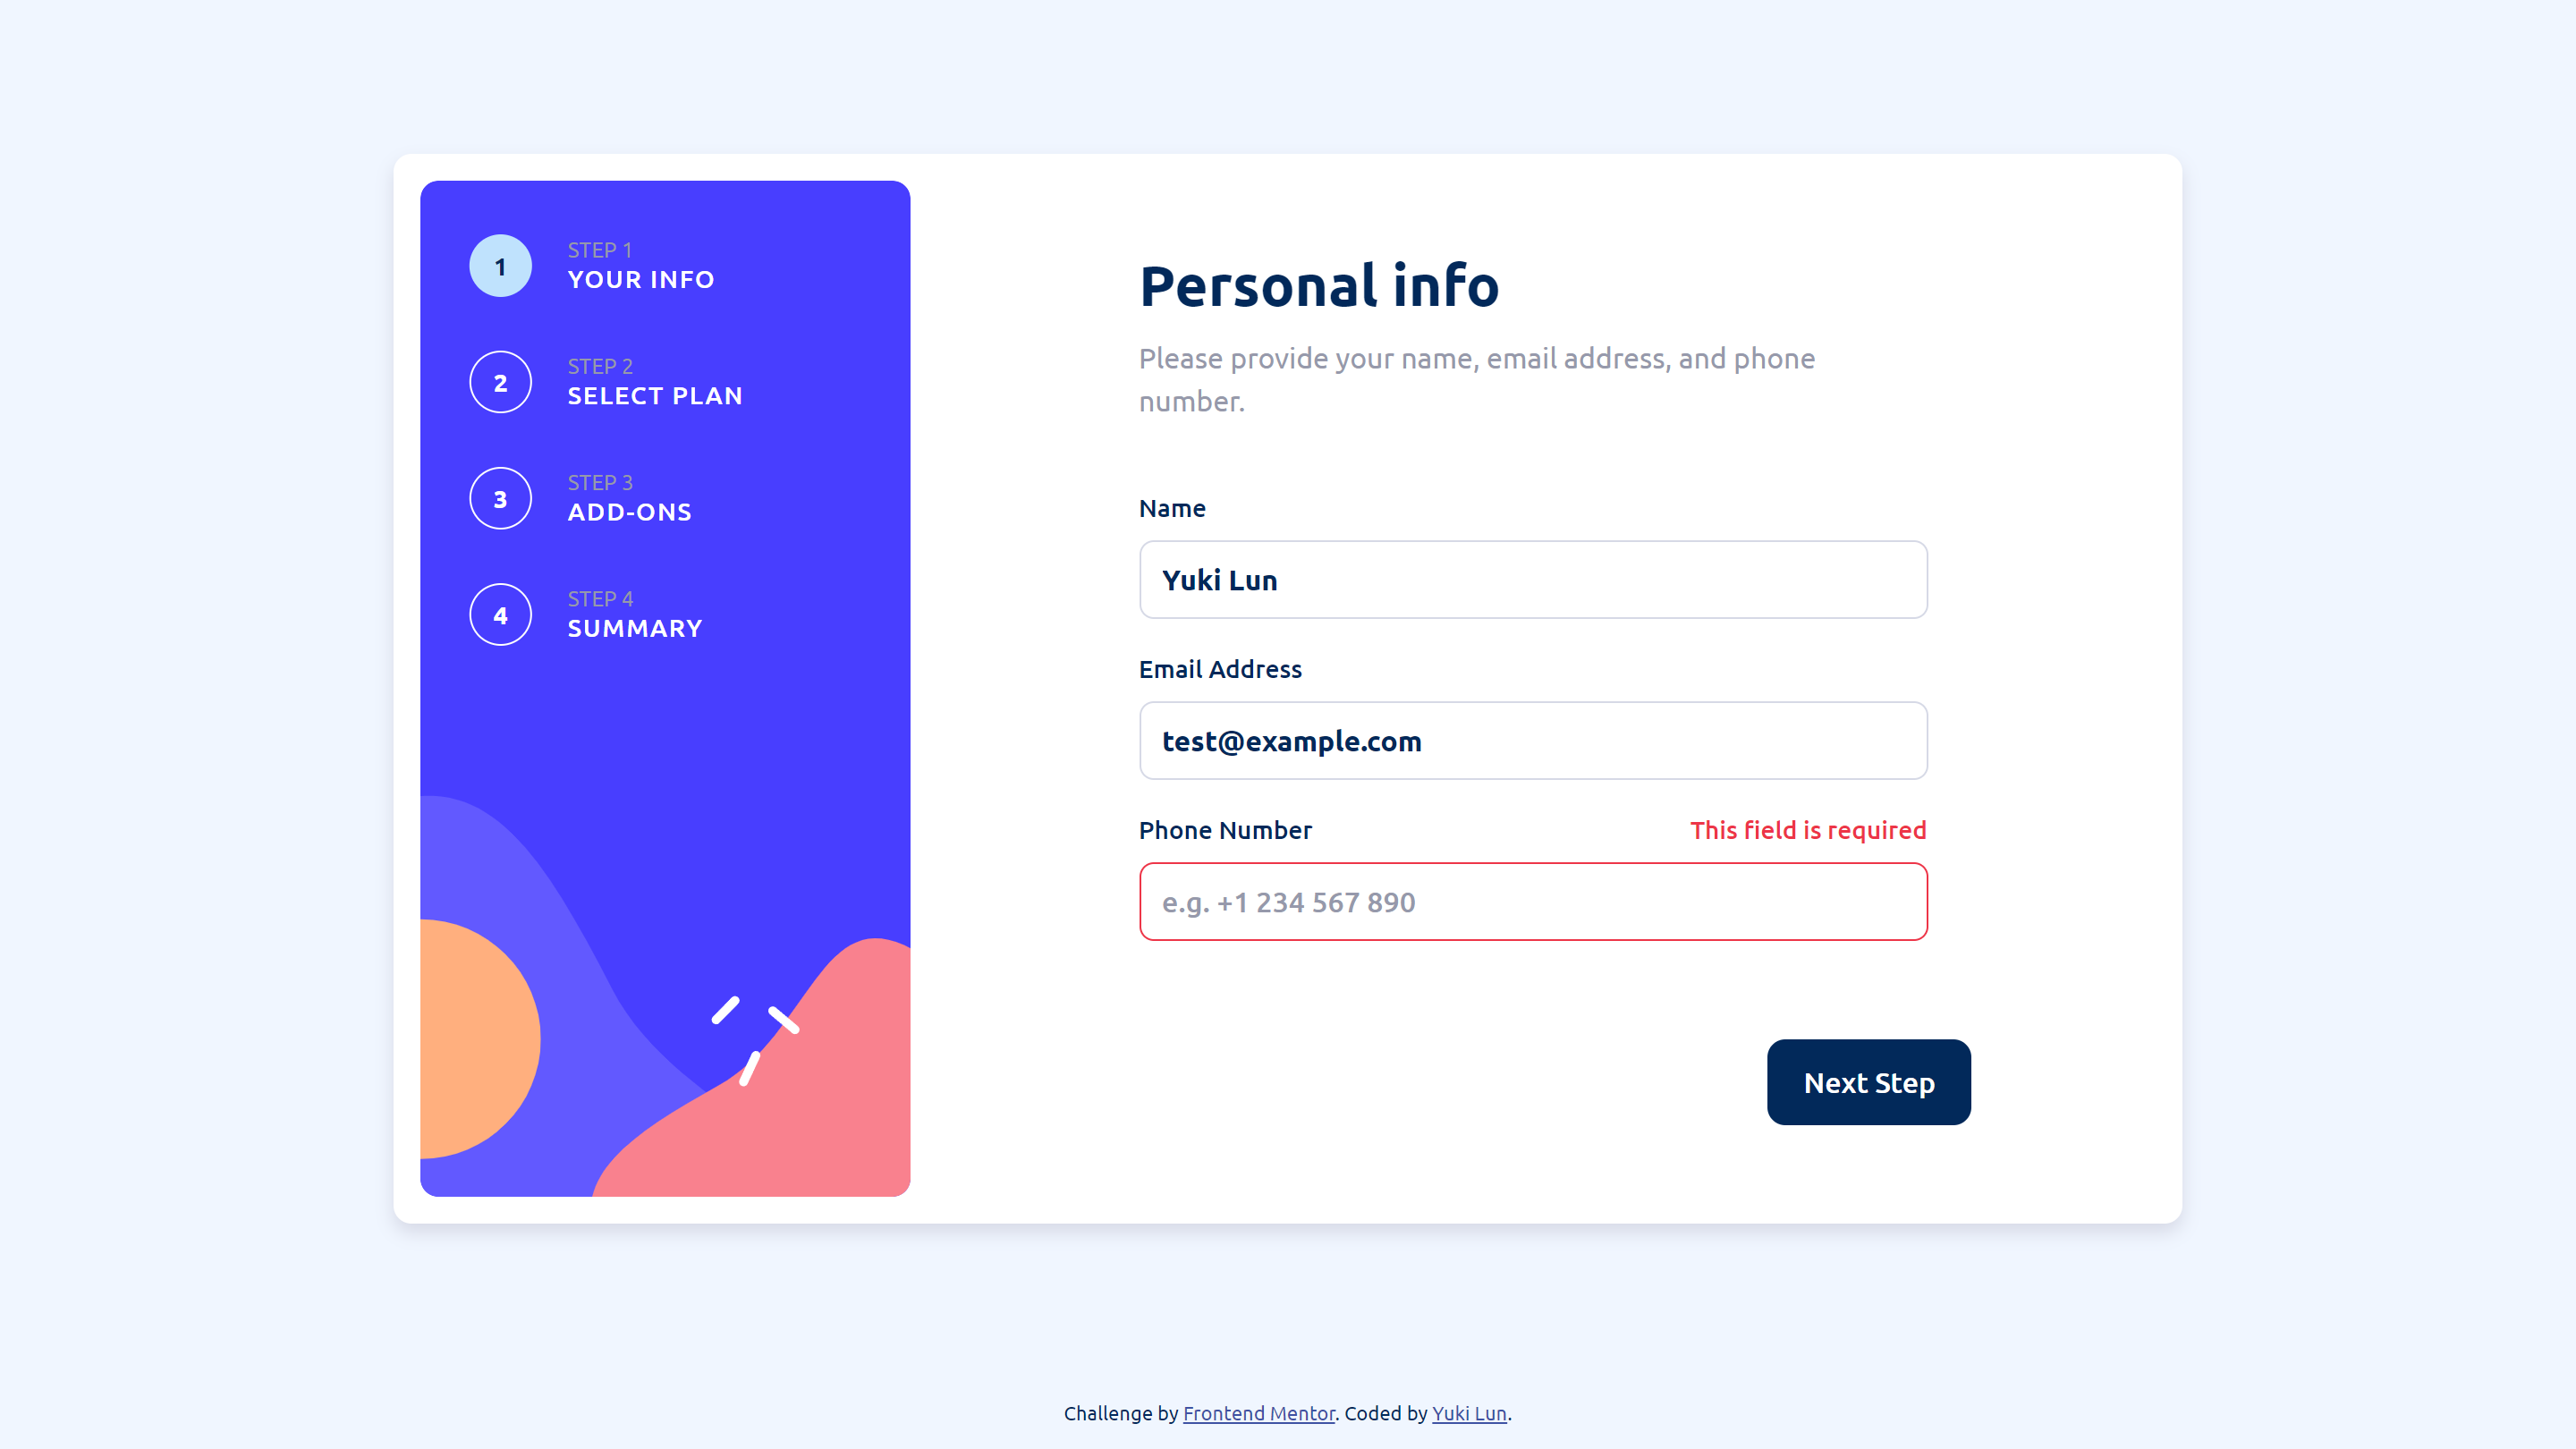 1
STEP 1
YOUR INFO
2
STEP 2
SELECT PLAN
3
STEP 3
ADD-ONS
4
STEP 4
SUMMARY
Personal info
Please provide your name, email address, and phone
number.
Name
Yuki Lun
Email Address
test@example.com
Phone Number
This field is required
e.g. +1 234 567 890
Next Step
Challenge by Frontend Mentor. Coded by Yuki Lun.